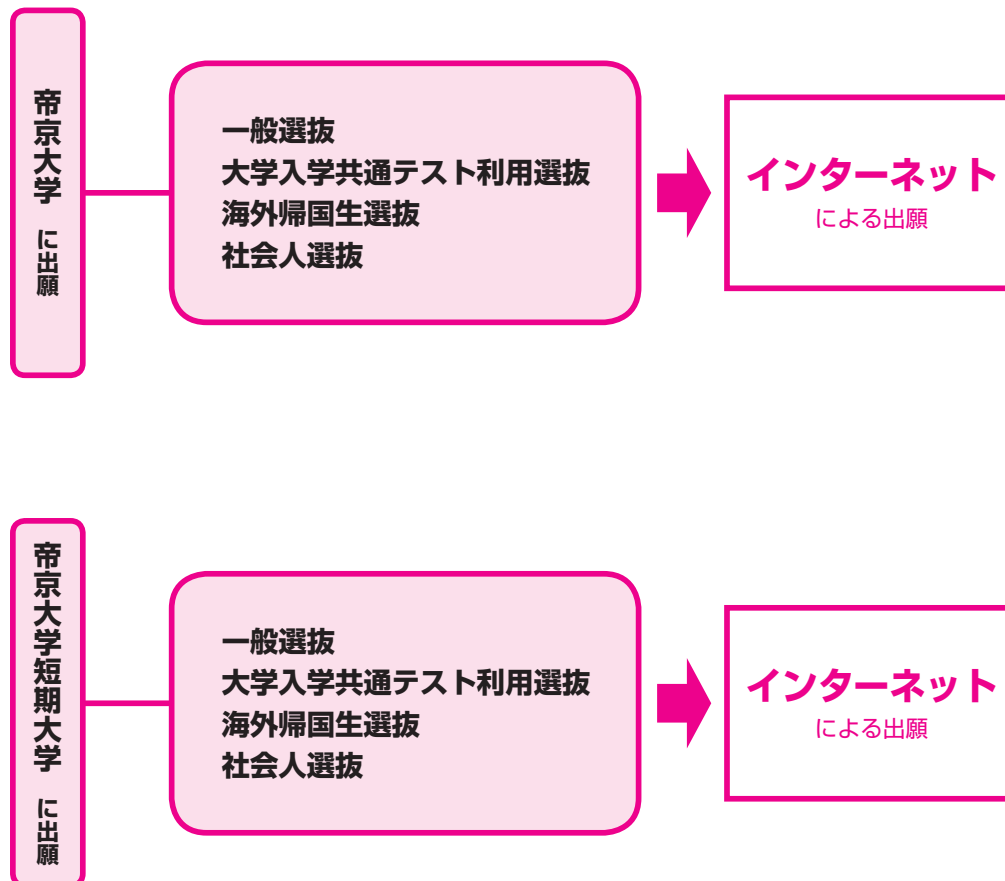 帝京大学 に出願
一般選抜
大学入学共通テスト利用選抜
海外帰国生選抜
社会人選抜
インターネット
による出願
帝京大学短期大学 に出願
一般選抜
大学入学共通テスト利用選抜
海外帰国生選抜
社会人選抜
インターネット
による出願